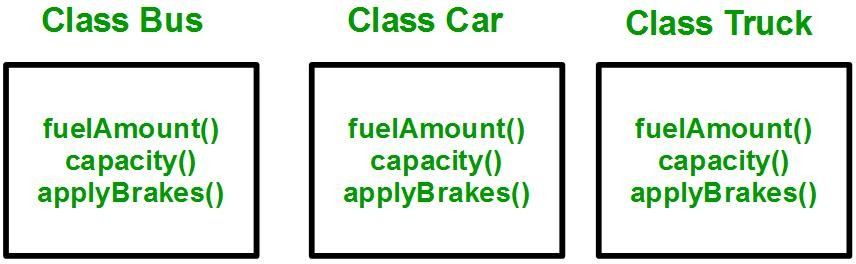 Class Bus
fuelAmount()
capacity()
applyBrakes()
Class Car
fuelAmount()
capacity()
applyBrakes()
Class Truck
fuelAmount()
capacity()
applyBrakes()